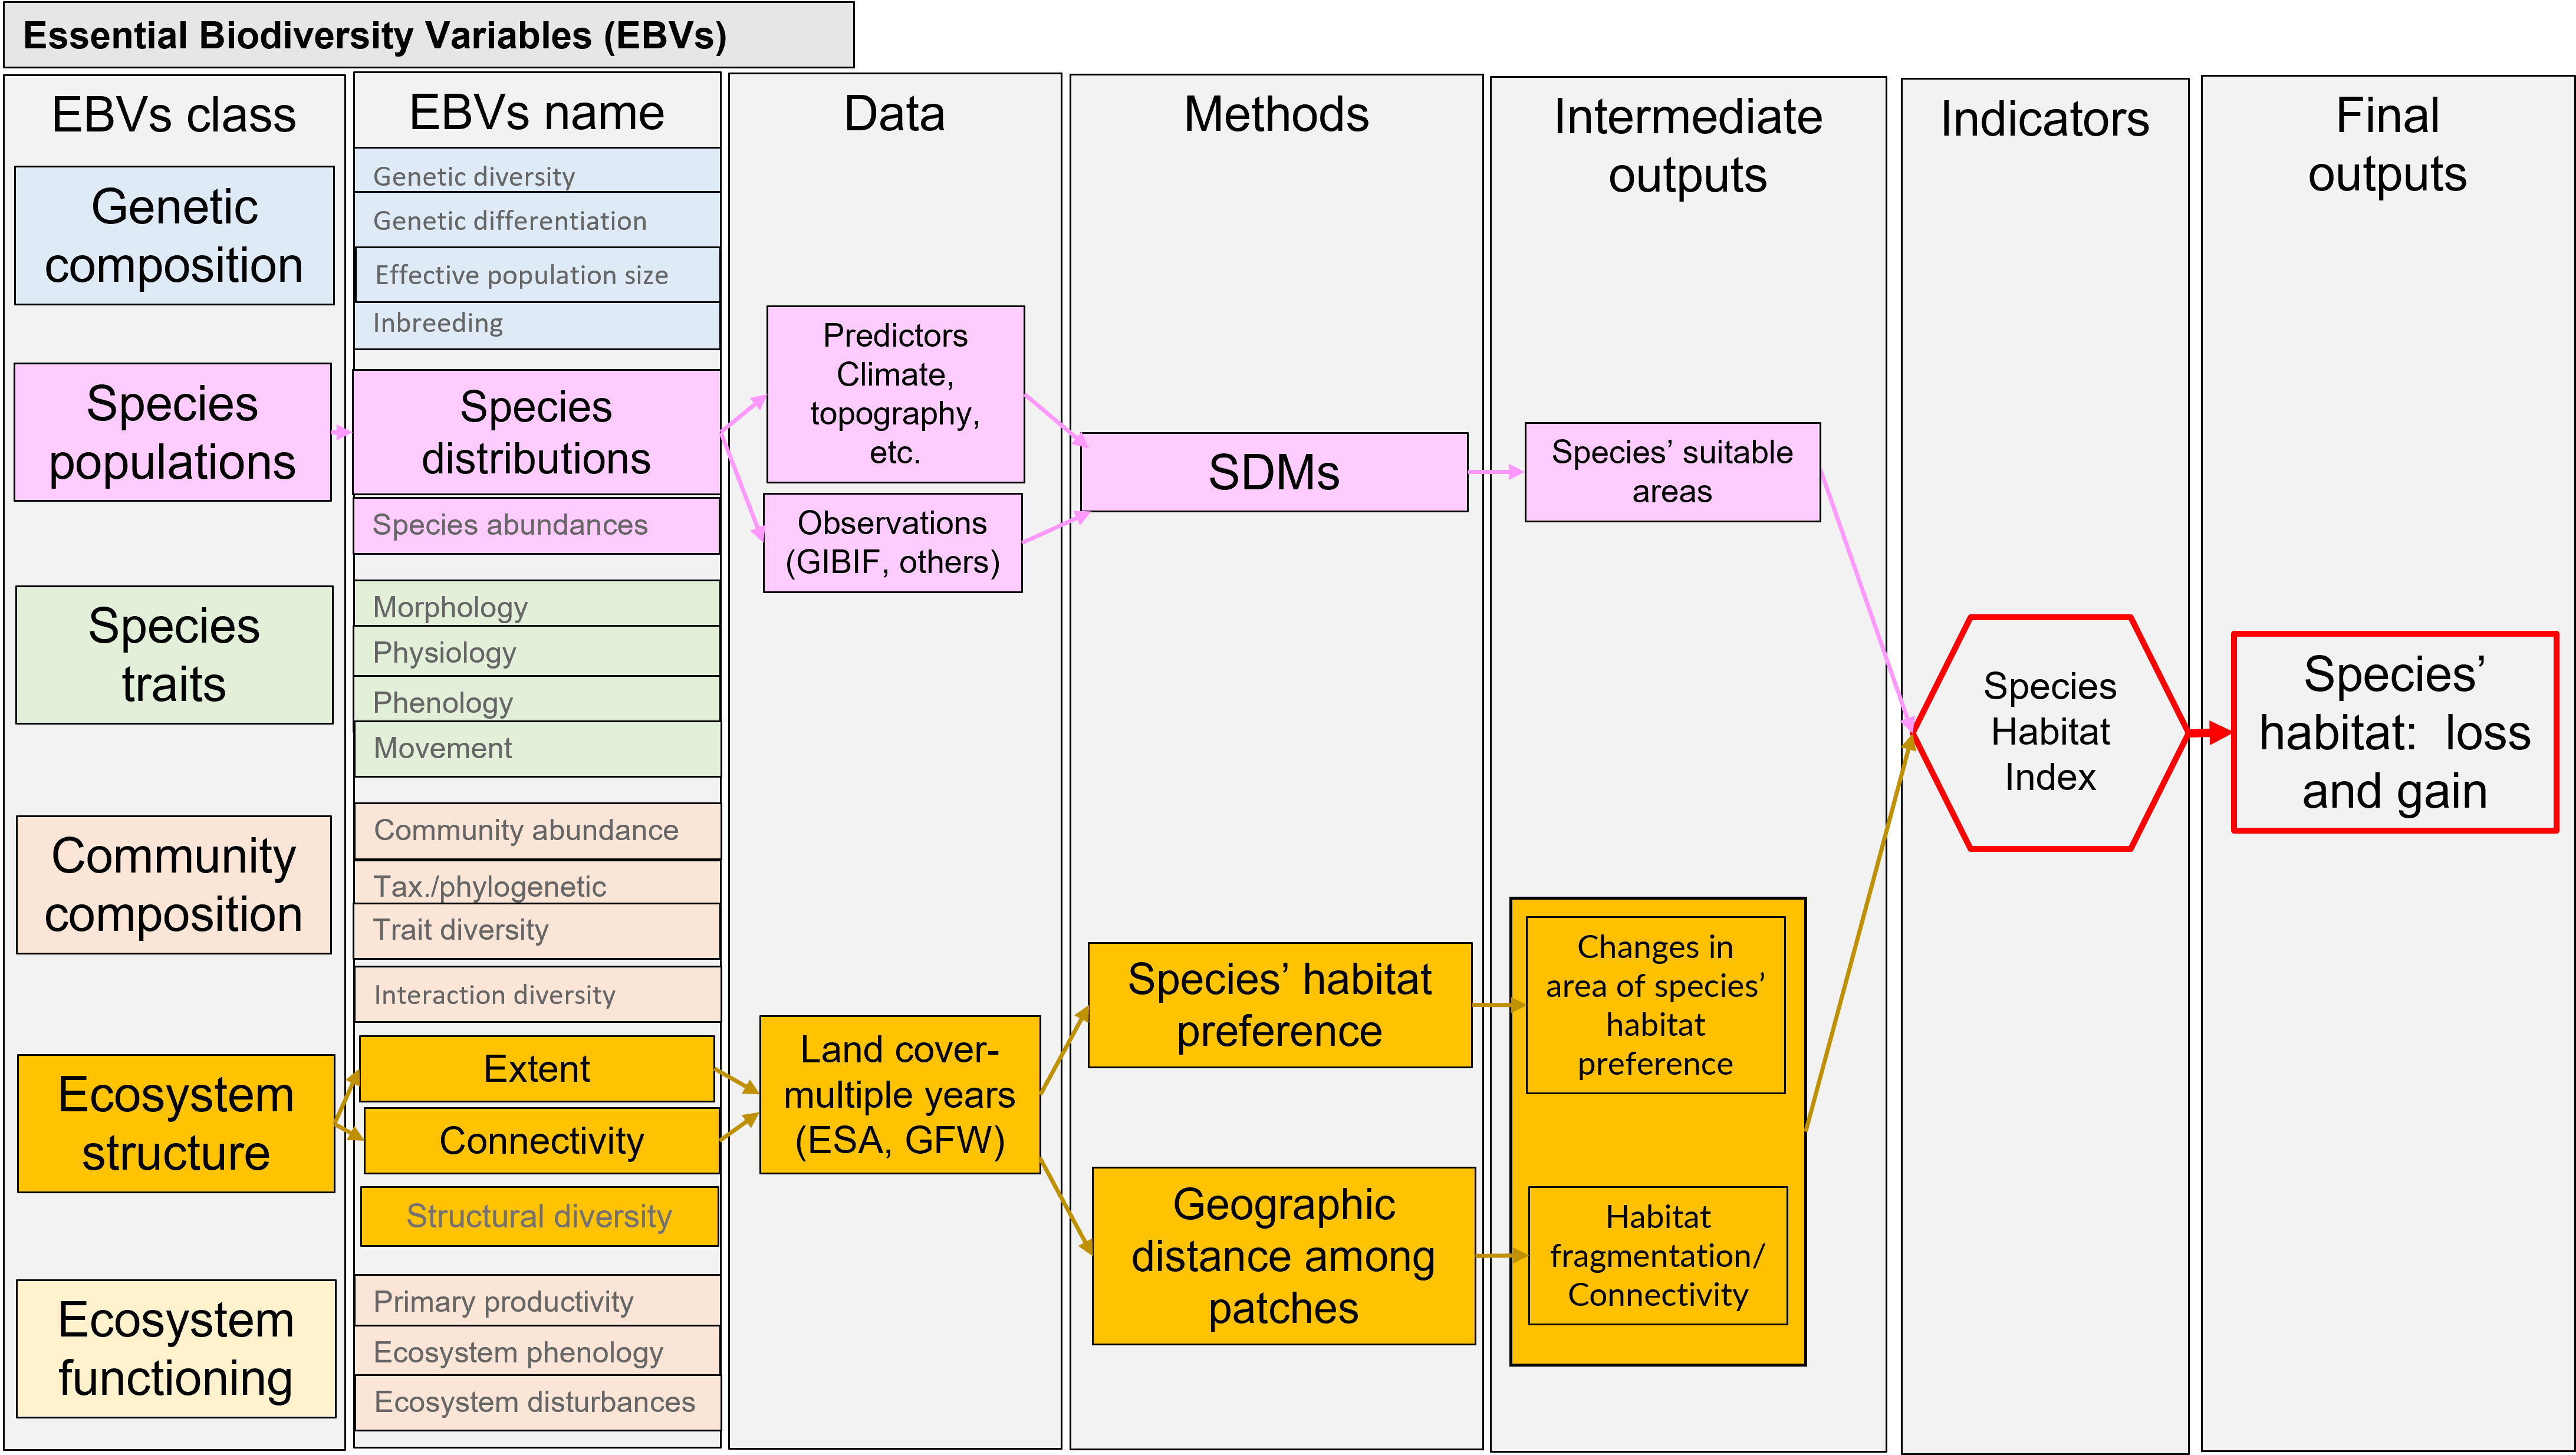 Essential Biodiversity Variables (EBVs)
EBVs class
Genetic
composition
Species
populations
Species
traits
Community
composition
Ecosystem
structure
Ecosystem
functioning
EBVs name
Genetic diversity
Genetic differentiation
Effective population size
Inbreeding
Species
distributions
Species abundances
Morphology
Physiology
Phenology
Movement
Community abundance
Tax./phylogenetic
Trait diversity
Interaction diversity
Extent
Connectivity
Structural diversity
Primary productivity
Ecosystem phenology
Ecosystem disturbances
Data
Predictors
Climate,
topography,
etc.
Observations
(GIBIF, others)
Land cover-
multiple years
(ESA, GFW)
Methods
SDMs
Species’ habitat
preference
Geographic
distance among
patches
Intermediate
outputs
Species’ suitable
areas
Changes in
area of species’
habitat
preference
Habitat
fragmentation/
Connectivity
Indicators
Species
Habitat
Index
Final
outputs
Species’
habitat: loss
and gain